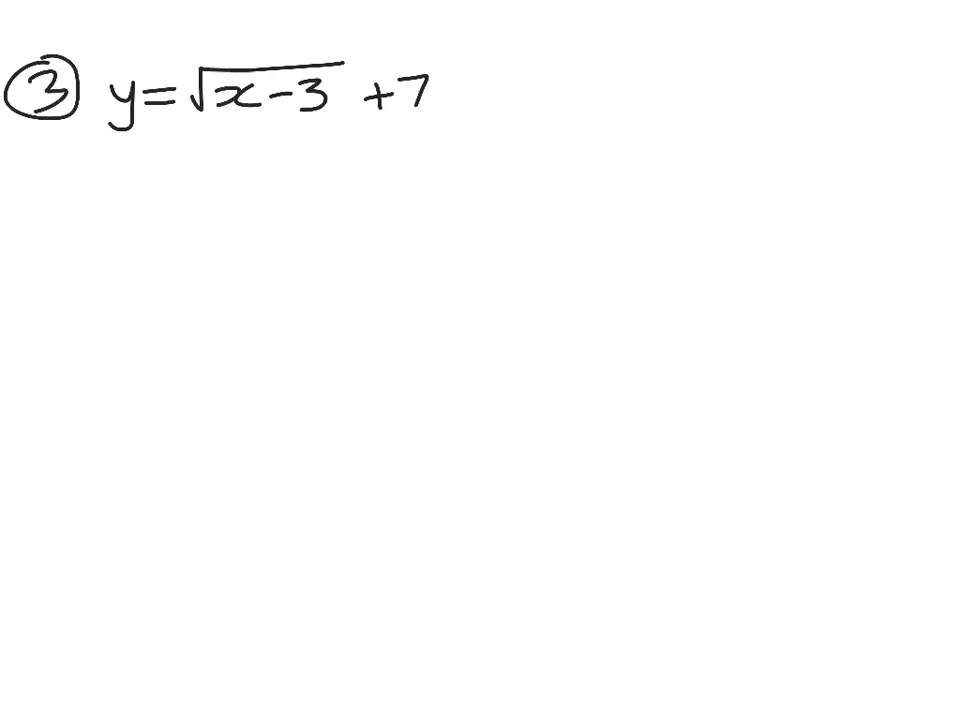 ③ y=√(x-3) +7